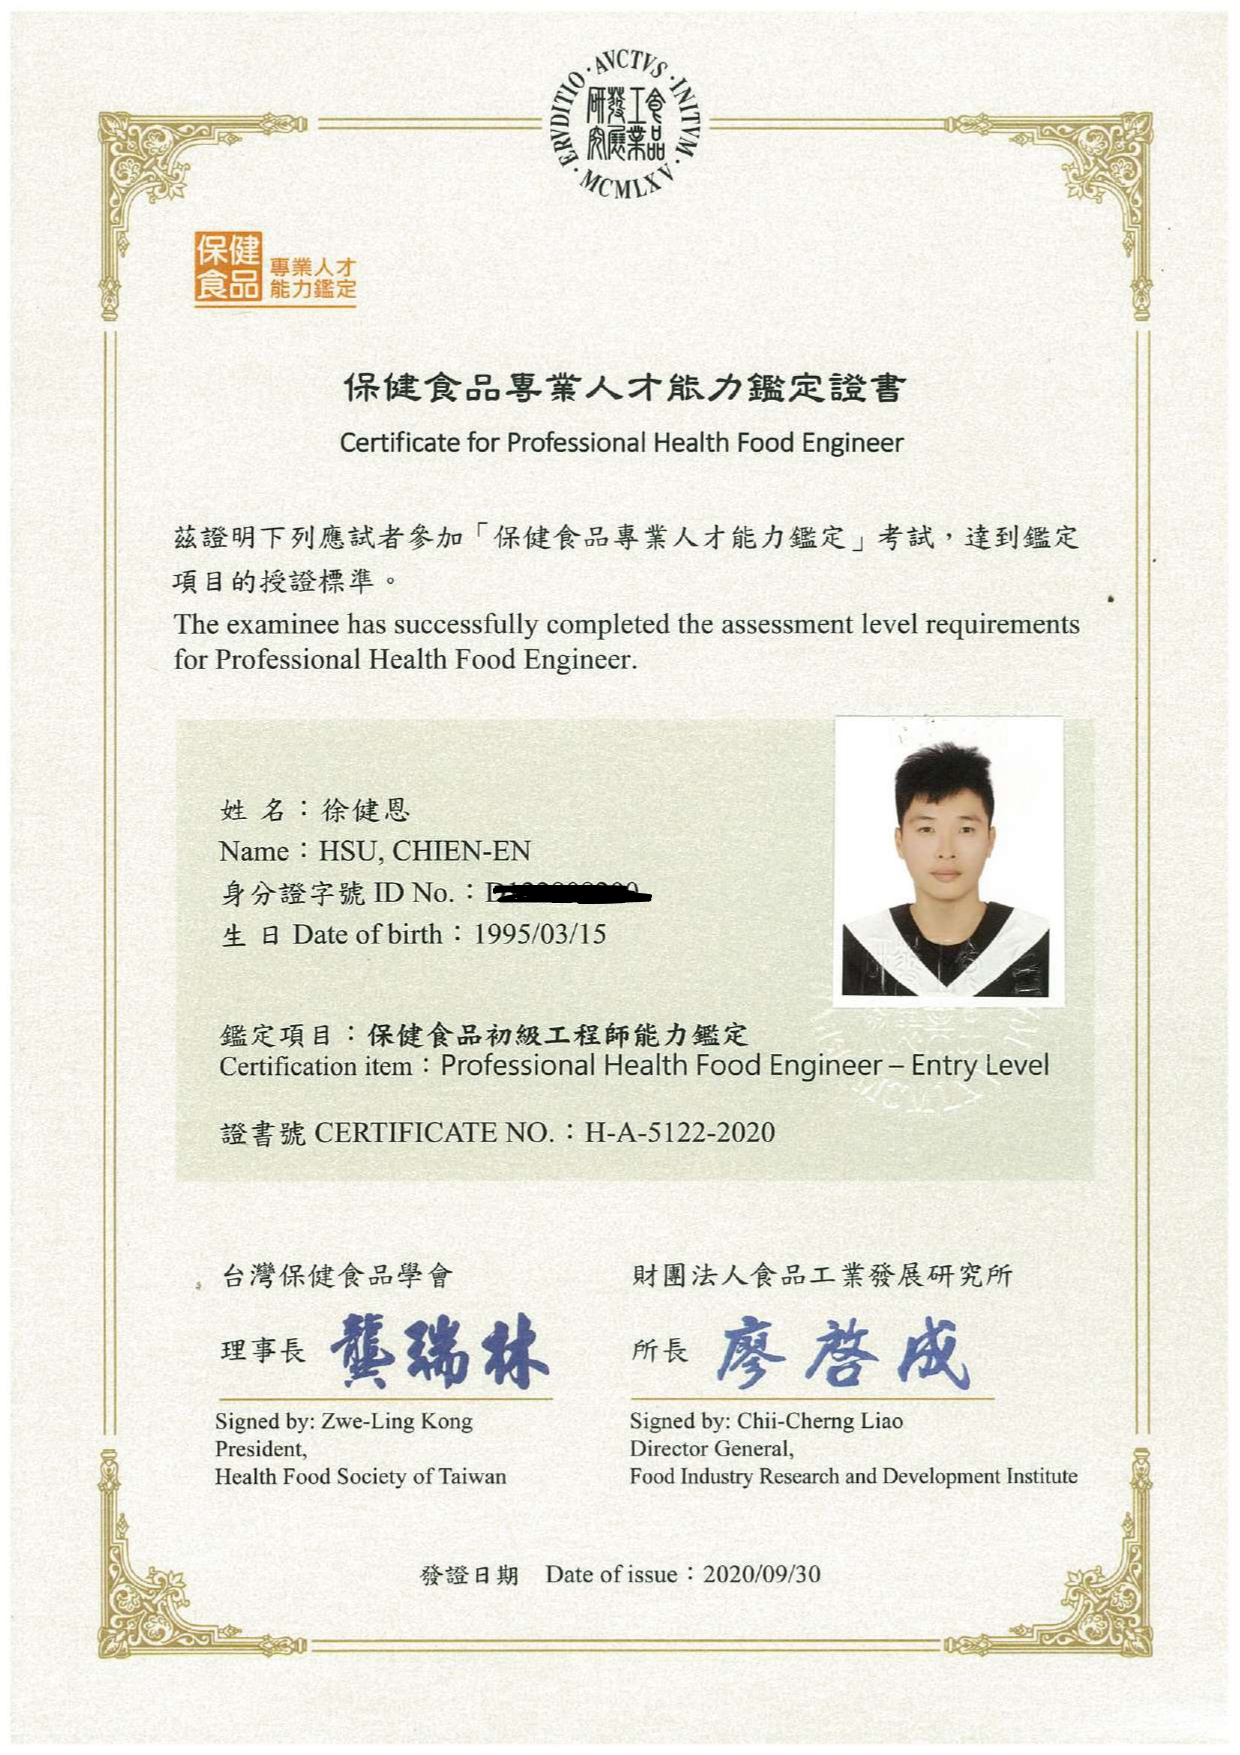 ERVDITIO · AVCTVS · INITVM · MCMLXV ·
食品工業發展研究所
保健食品
專業人才
能力鑑定
保健食品專業人才能力鑑定證書
Certificate for Professional Health Food Engineer
茲證明下列應試者參加「保健食品專業人才能力鑑定」考試，達到鑑定
項目的授證標準。
The examinee has successfully completed the assessment level requirements
for Professional Health Food Engineer.
姓 名：徐健恩
Name：HSU, CHIEN-EN
身分證字號 ID No.：
生 日 Date of birth：1995/03/15
鑑定項目：保健食品初級工程師能力鑑定
Certification item：Professional Health Food Engineer – Entry Level
證書號 CERTIFICATE NO.：H-A-5122-2020
台灣保健食品學會
理事長 龔瑞林
Signed by: Zwe-Ling Kong
President,
Health Food Society of Taiwan
財團法人食品工業發展研究所
所長 廖啓成
Signed by: Chii-Cherng Liao
Director General,
Food Industry Research and Development Institute
發證日期 Date of issue：2020/09/30